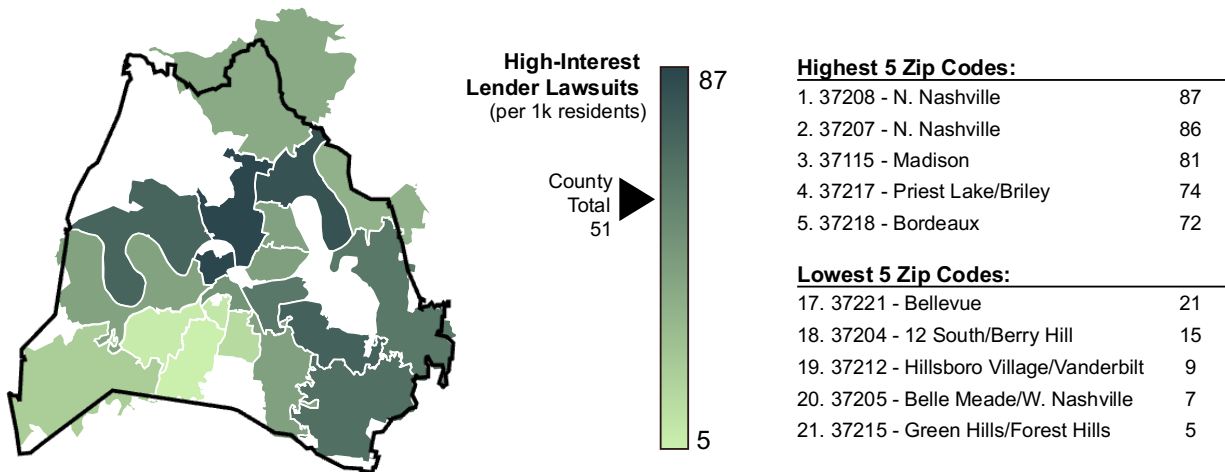 High-Interest
Lender Lawsuits
(per 1k residents)
87
County
Total
51
5
Highest 5 Zip Codes:
1. 37208 - N. Nashville 87
2. 37207 - N. Nashville 86
3. 37115 - Madison 81
4. 37217 - Priest Lake/Briley 74
5. 37218 - Bordeaux 72
Lowest 5 Zip Codes:
17. 37221 - Bellevue 21
18. 37204 - 12 South/Berry Hill 15
19. 37212 - Hillsboro Village/Vanderbilt 9
20. 37205 - Belle Meade/W. Nashville 7
21. 37215 - Green Hills/Forest Hills 5